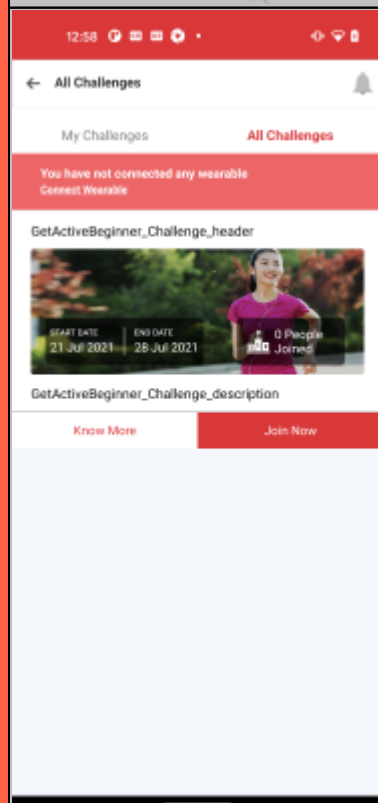 12:58
All Challenges
My Challenges
All Challenges
You have not connected any wearable
Connect Wearable
GetActiveBeginner_Challenge_header
START DATE
21 Jul 2021
END DATE
28 Jul 2021
0 People
Joined
GetActiveBeginner_Challenge_description
Know More
Join Now